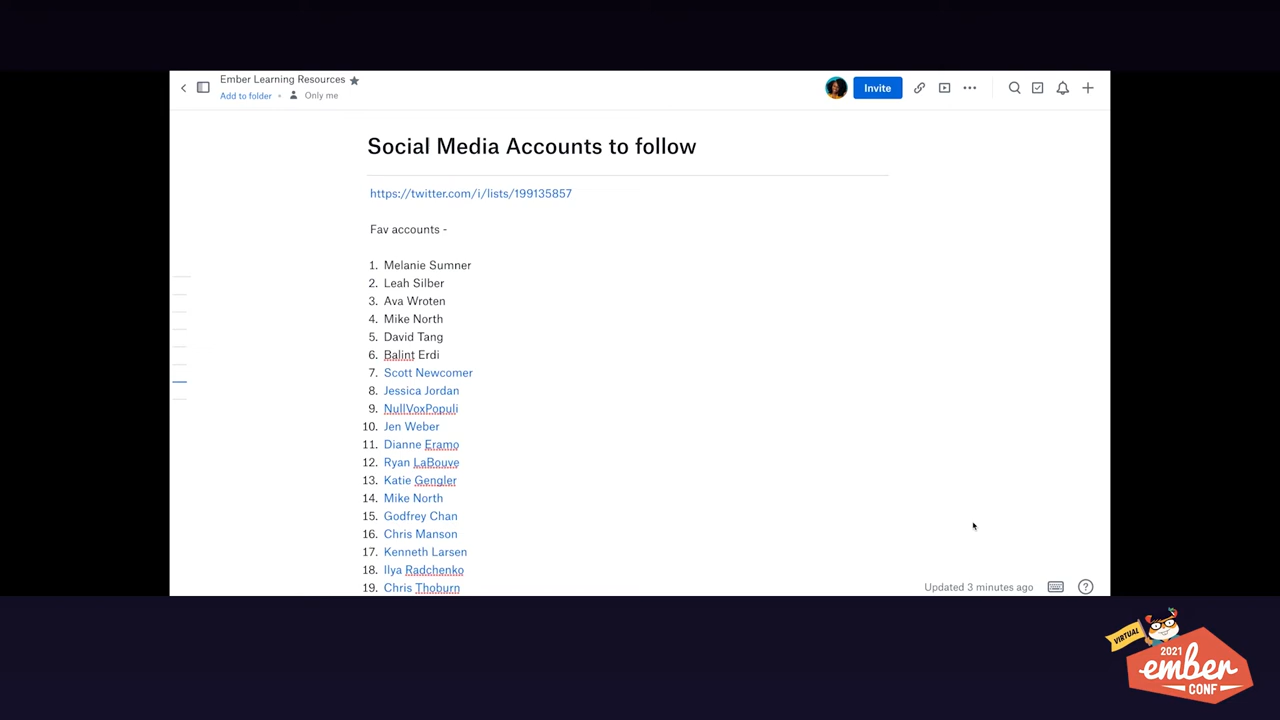 Ember Learning Resources
Add to folder
Only me
Invite
Social Media Accounts to follow
https://twitter.com/i/lists/199135857
Fav accounts -
1. Melanie Sumner
2. Leah Silber
3. Ava Wroten
4. Mike North
5. David Tang
6. Balint Erdi
7. Scott Newcomer
8. Jessica Jordan
9. NullVoxPopuli
10. Jen Weber
11. Dianne Eramo
12. Ryan LaBouve
13. Katie Gengler
14. Mike North
15. Godfrey Chan
16. Chris Manson
17. Kenneth Larsen
18. Ilya Radchenko
19. Chris Thoburn
Updated 3 minutes ago
VIRTUAL
2021
ember
CONF